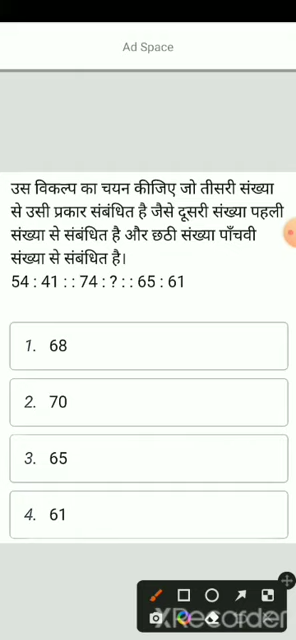 Ad Space
उस विकल्प का चयन कीजिए जो तीसरी संख्या
से उसी प्रकार संबंधित है जैसे दूसरी संख्या पहली
संख्या से संबंधित है और छठी संख्या पाँचवी
संख्या से संबंधित है।
54 : 41 : : 74 : ? : : 65 : 61
1. 68
2. 70
3. 65
4. 61
XRecorder